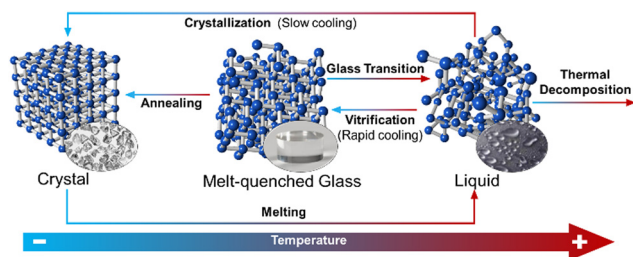 Crystallization (Slow cooling)
Glass Transition
Thermal
Decomposition
Annealing
Vitrification
(Rapid cooling)
Crystal
Melt-quenched Glass
Liquid
Melting
− Temperature +